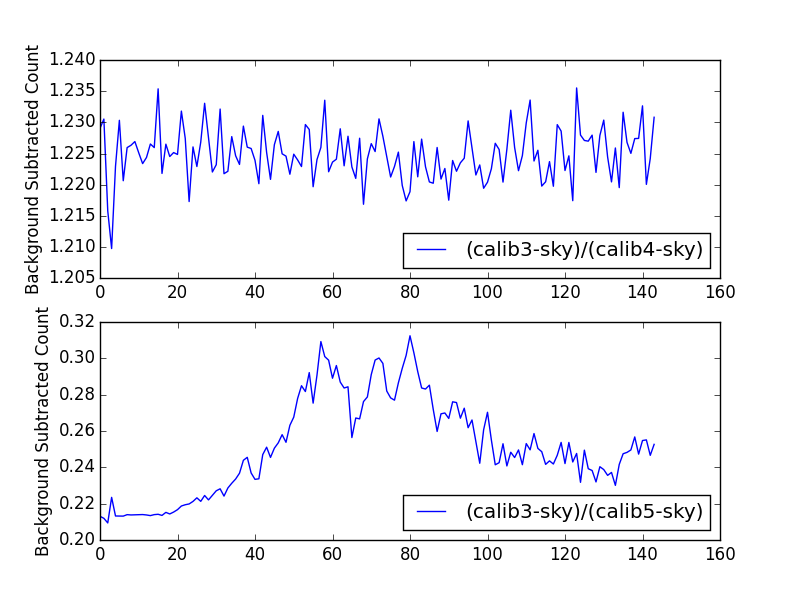 Background Subtracted Count
1.240
1.235
1.230
1.225
1.220
1.215
1.210
1.205
0 20 40 60 80 100 120 140 160
(calib3-sky)/(calib4-sky)
Background Subtracted Count
0.32
0.30
0.28
0.26
0.24
0.22
0.20
0 20 40 60 80 100 120 140 160
(calib3-sky)/(calib5-sky)